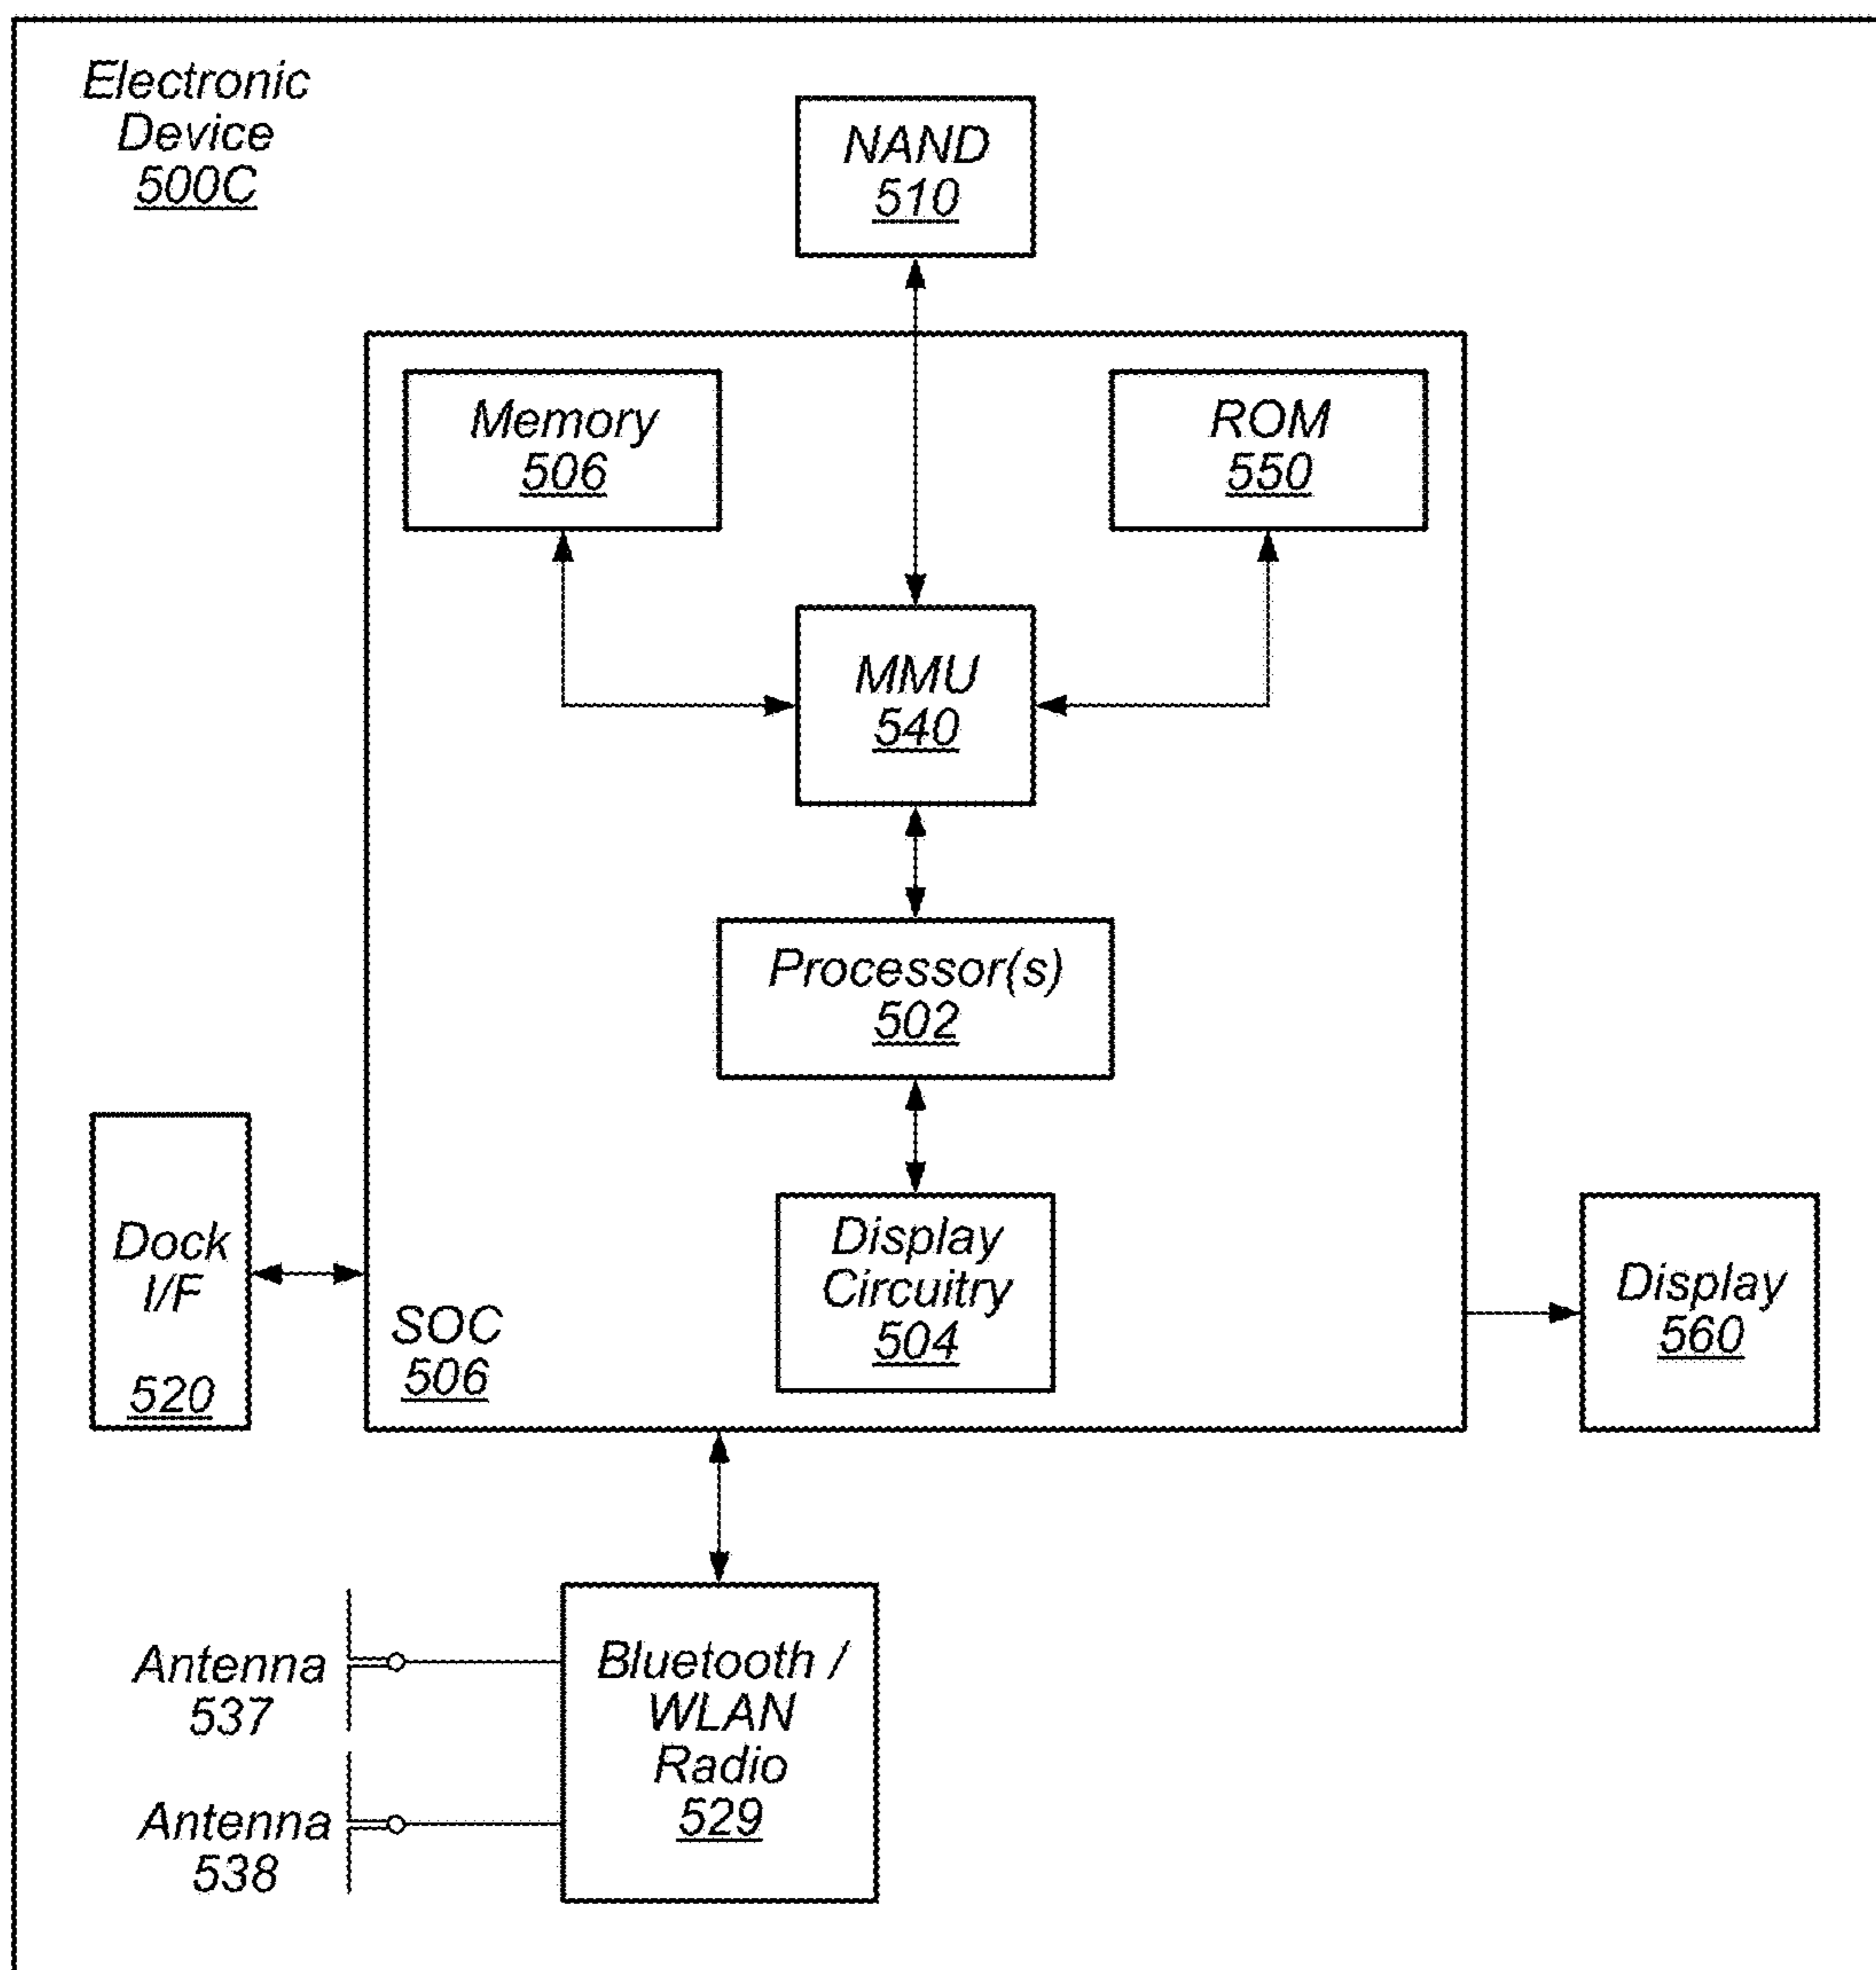 Electronic
Device
500C
NAND
510
Memory
506
ROM
550
MMU
540
Processor(s)
502
Dock
I/F
520
Display
Circuitry
504
SOC
506
Display
560
Antenna
537
Bluetooth /
WLAN
Radio
529
Antenna
538